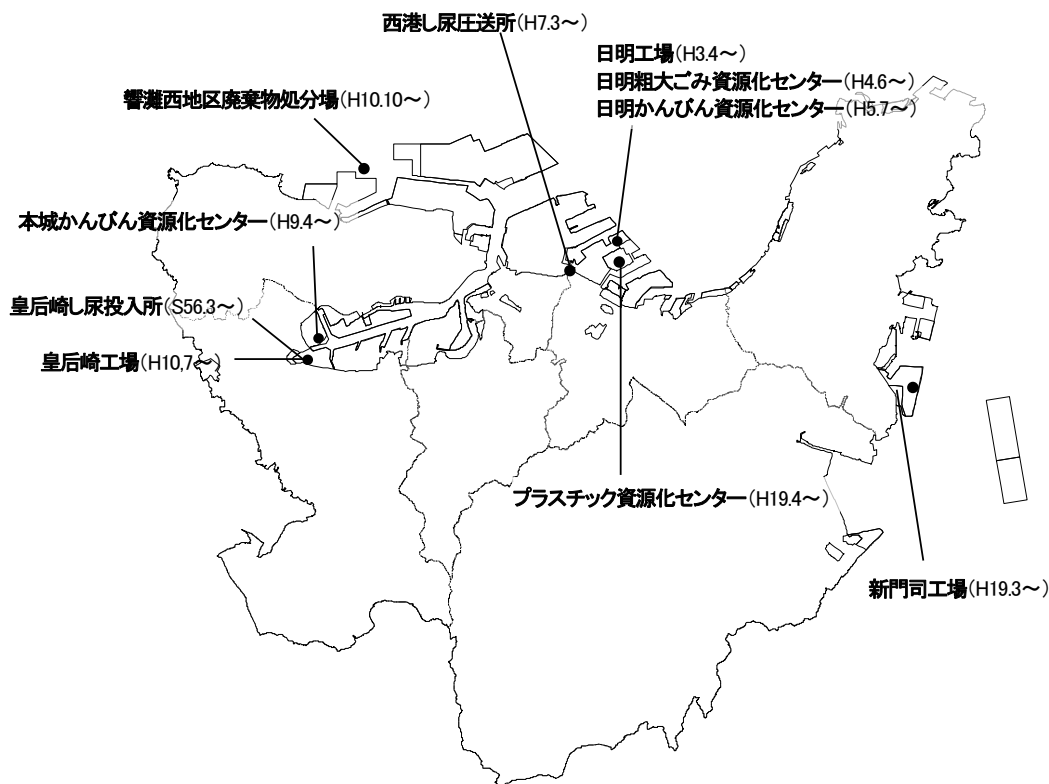 西港し尿圧送所(H7.3～)
日明工場(H3.4～)
日明粗大ごみ資源化センター(H4.6～)
日明かんびん資源化センター(H5.7～)
響灘西地区廃棄物処分場(H10.10～)
本城かんびん資源化センター(H9.4～)
皇后崎し尿投入所(S56.3～)
皇后崎工場(H10,7～)
プラスチック資源化センター(H19.4～)
新門司工場(H19.3～)